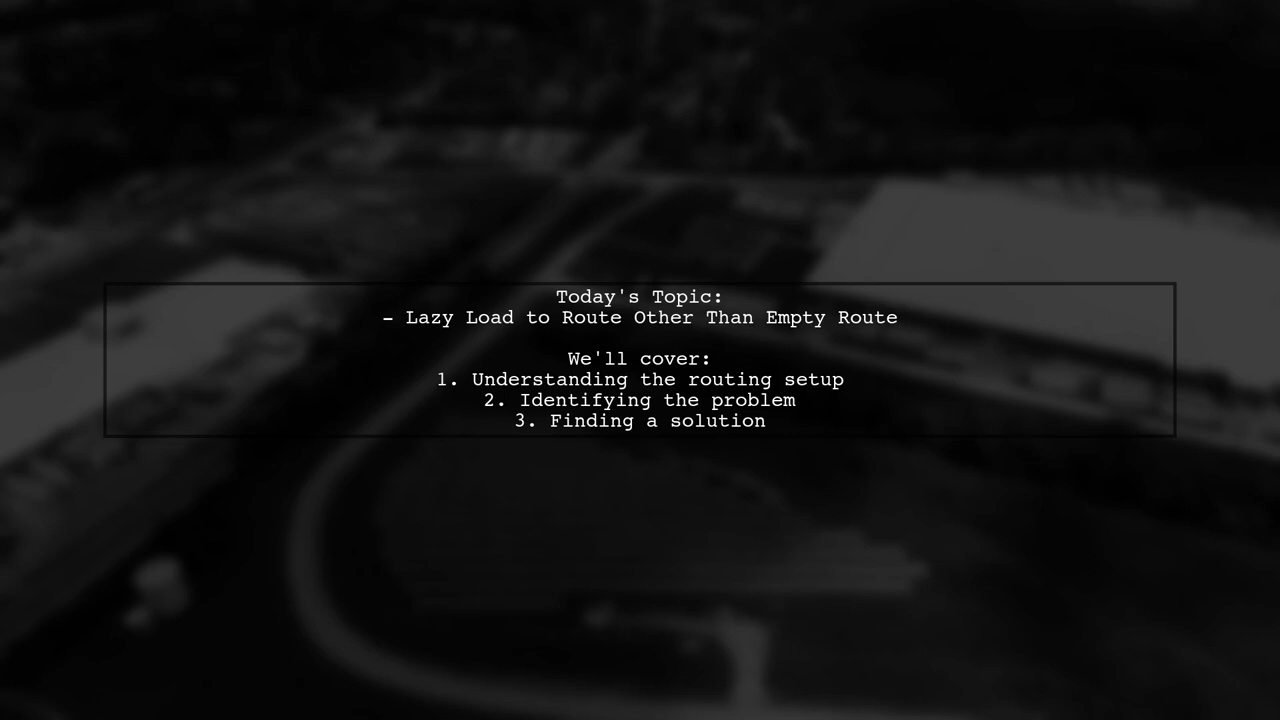 Today's Topic:
- Lazy Load to Route Other Than Empty Route
We'll cover:
1. Understanding the routing setup
2. Identifying the problem
3. Finding a solution